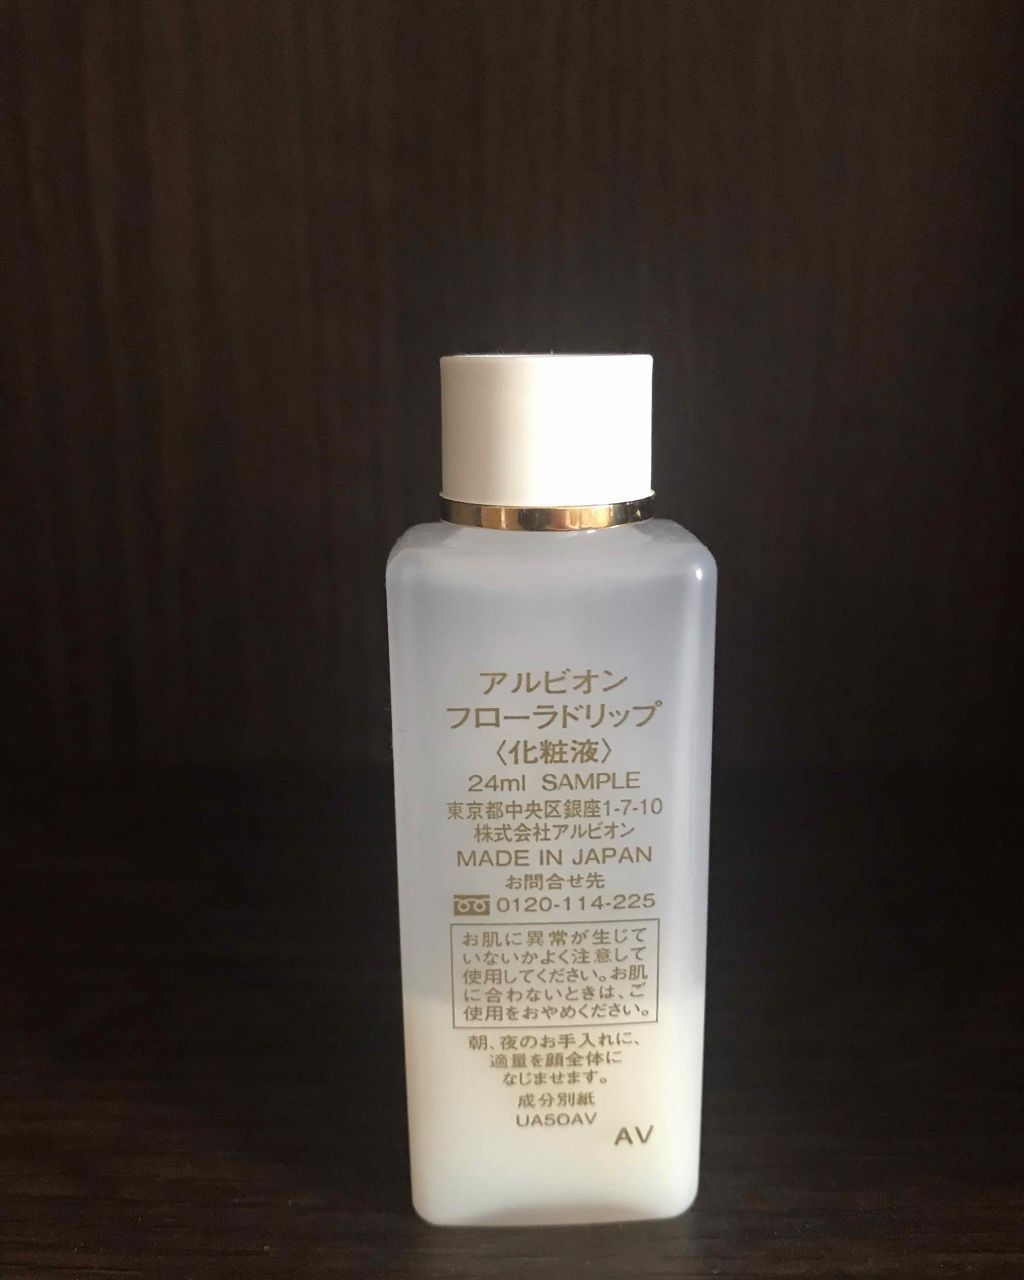 アルビオン
フローラドリップ
〈化粧液〉
24ml SAMPLE
東京都中央区銀座1-7-10
株式会社アルビオン
MADE IN JAPAN
お問合せ先
0120-114-225
お肌に異常が生じて
いないかよく注意して
使用してください。お肌
に合わないときは、ご
使用をおやめください。
朝、夜のお手入れに、
適量を顔全体に
なじませます。
成分別紙
UA50AV
AV